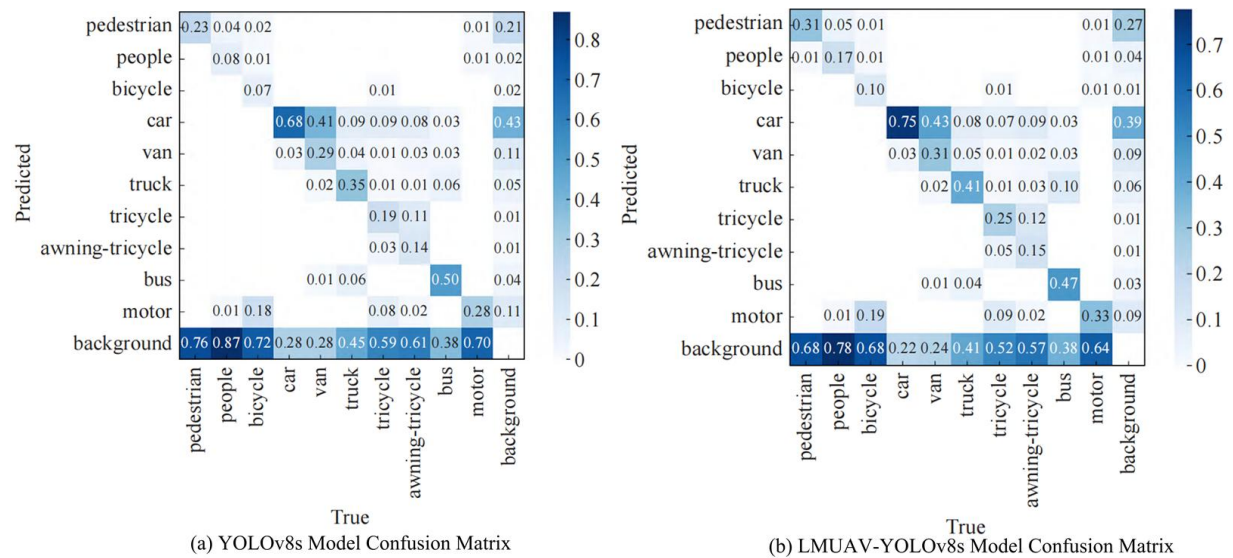 pedestrian 0.23 0.04 0.02 0.01 0.21
people 0.08 0.01 0.01 0.02
bicycle 0.07 0.01 0.02
car 0.68 0.41 0.09 0.09 0.08 0.03 0.43
van 0.03 0.29 0.04 0.01 0.03 0.03 0.11
truck 0.02 0.35 0.01 0.01 0.06 0.05
tricycle 0.19 0.11 0.01
awning-tricycle 0.03 0.14 0.01
bus 0.01 0.06 0.50 0.04
motor 0.01 0.18 0.08 0.02 0.28 0.11
background 0.76 0.87 0.72 0.28 0.28 0.45 0.59 0.61 0.38 0.70
Predicted
pedestrian
people
bicycle
car
van
truck
tricycle
awning-tricycle
bus
motor
background
True
0.8
0.7
0.6
0.5
0.4
0.3
0.2
0.1
0
(a) YOLOv8s Model Confusion Matrix
pedestrian 0.31 0.05 0.01 0.01 0.27
people 0.01 0.17 0.01 0.01 0.04
bicycle 0.10 0.01 0.01 0.01
car 0.75 0.43 0.08 0.07 0.09 0.03 0.39
van 0.03 0.31 0.05 0.01 0.02 0.03 0.09
truck 0.02 0.41 0.01 0.03 0.10 0.06
tricycle 0.25 0.12 0.01
awning-tricycle 0.05 0.15 0.01
bus 0.01 0.04 0.47 0.03
motor 0.01 0.19 0.09 0.02 0.33 0.09
background 0.68 0.78 0.68 0.22 0.24 0.41 0.52 0.57 0.38 0.64
Predicted
pedestrian
people
bicycle
car
van
truck
tricycle
awning-tricycle
bus
motor
background
True
0.7
0.6
0.5
0.4
0.3
0.2
0.1
0
(b) LMUAV-YOLOv8s Model Confusion Matrix